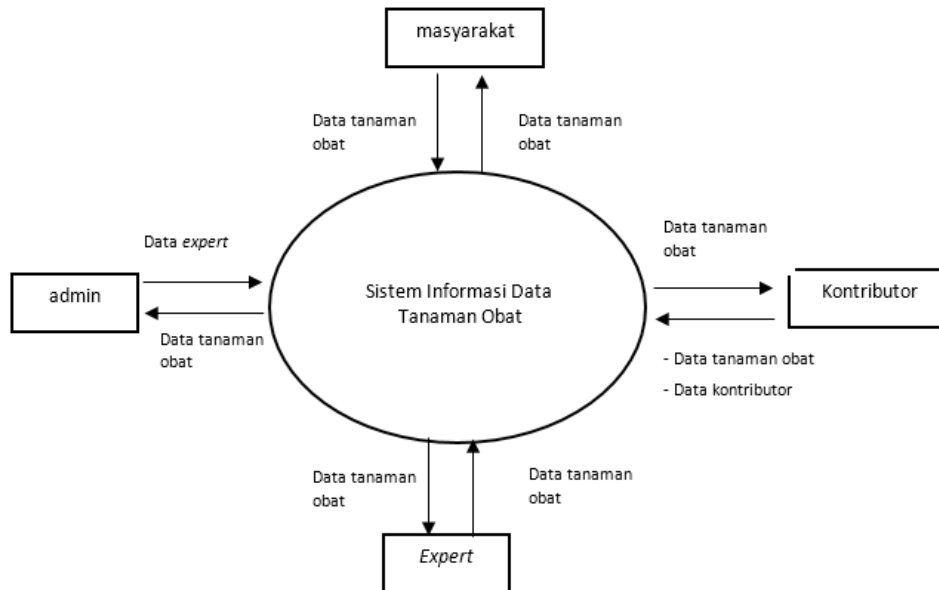 masyarakat
Data tanaman
obat
Data tanaman
obat
Data expert
admin
Data tanaman
obat
Sistem Informasi Data
Tanaman Obat
Data tanaman
obat
Kontributor
- Data tanaman obat
- Data kontributor
Data tanaman
obat
Data tanaman
obat
Expert